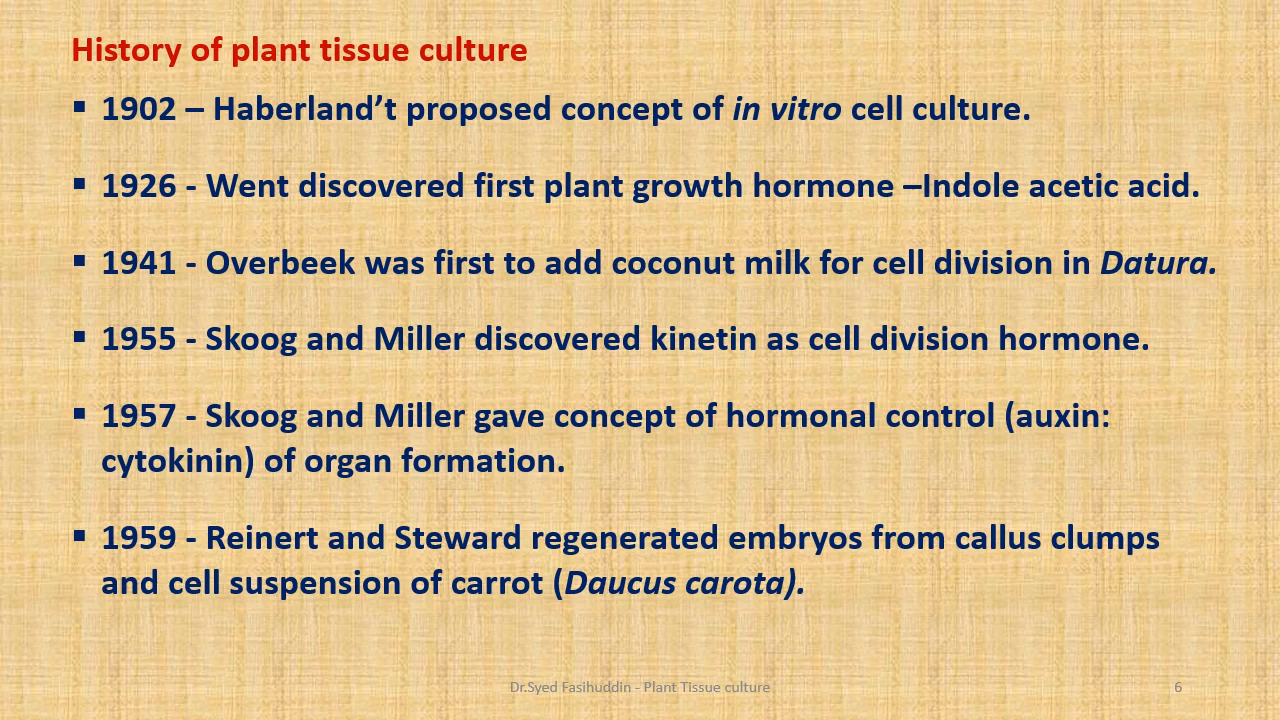 History of plant tissue culture
▪ 1902 – Haberland’t proposed concept of in vitro cell culture.
▪ 1926 - Went discovered first plant growth hormone –Indole acetic acid.
▪ 1941 - Overbeek was first to add coconut milk for cell division in Datura.
▪ 1955 - Skoog and Miller discovered kinetin as cell division hormone.
▪ 1957 - Skoog and Miller gave concept of hormonal control (auxin:
cytokinin) of organ formation.
▪ 1959 - Reinert and Steward regenerated embryos from callus clumps
and cell suspension of carrot (Daucus carota).
Dr.Syed Fasihuddin - Plant Tissue culture
6